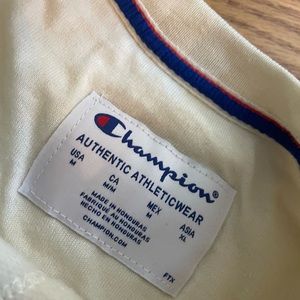 Champion®
AUTHENTIC ATHLETICWEAR
USA CA MEX ASIA
M M/M M XL
MADE IN HONDURAS
FABRIQUÉ AU HONDURAS
HECHO EN HONDURAS
CHAMPION.COM
FTX